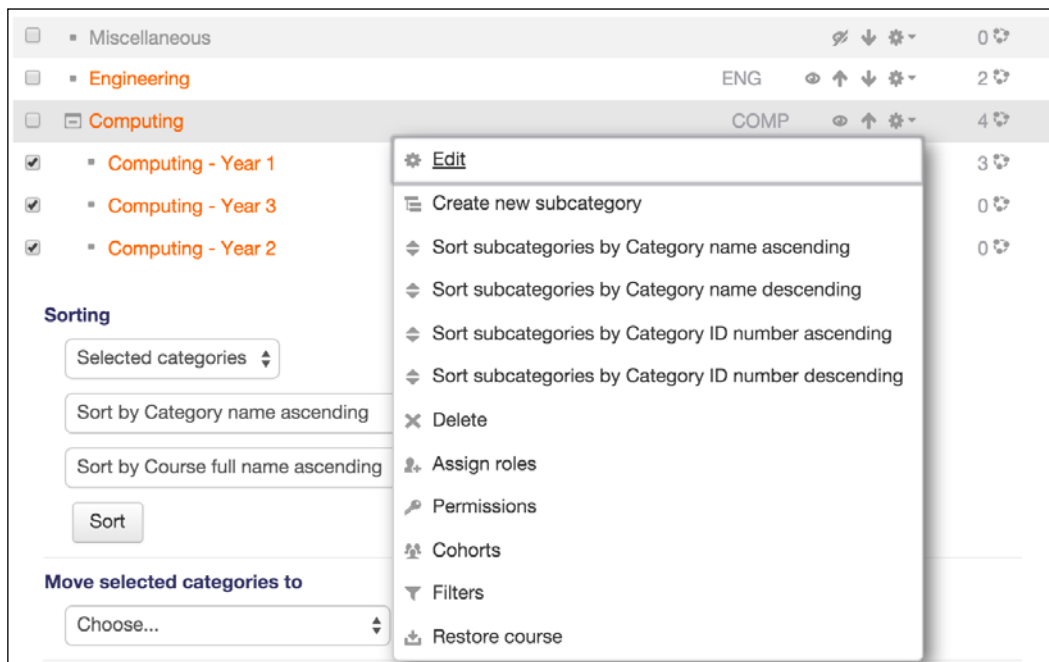 Miscellaneous 0
Engineering ENG 2
Computing COMP 4
Computing - Year 1 3
Computing - Year 3 0
Computing - Year 2 0
Edit
Create new subcategory
Sort subcategories by Category name ascending
Sort subcategories by Category name descending
Sort subcategories by Category ID number ascending
Sort subcategories by Category ID number descending
Delete
Assign roles
Permissions
Cohorts
Filters
Restore course
Sorting
Selected categories
Sort by Category name ascending
Sort by Course full name ascending
Sort
Move selected categories to
Choose...